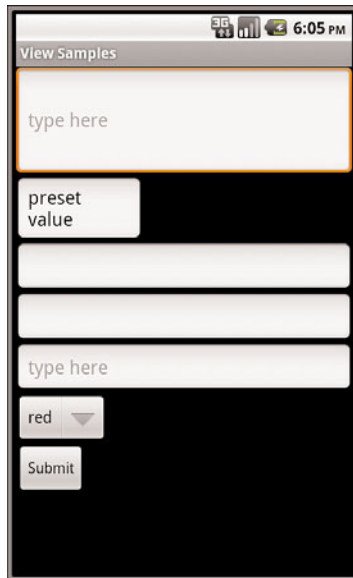 3G 6:05 PM
View Samples
type here
preset
value
type here
red
Submit